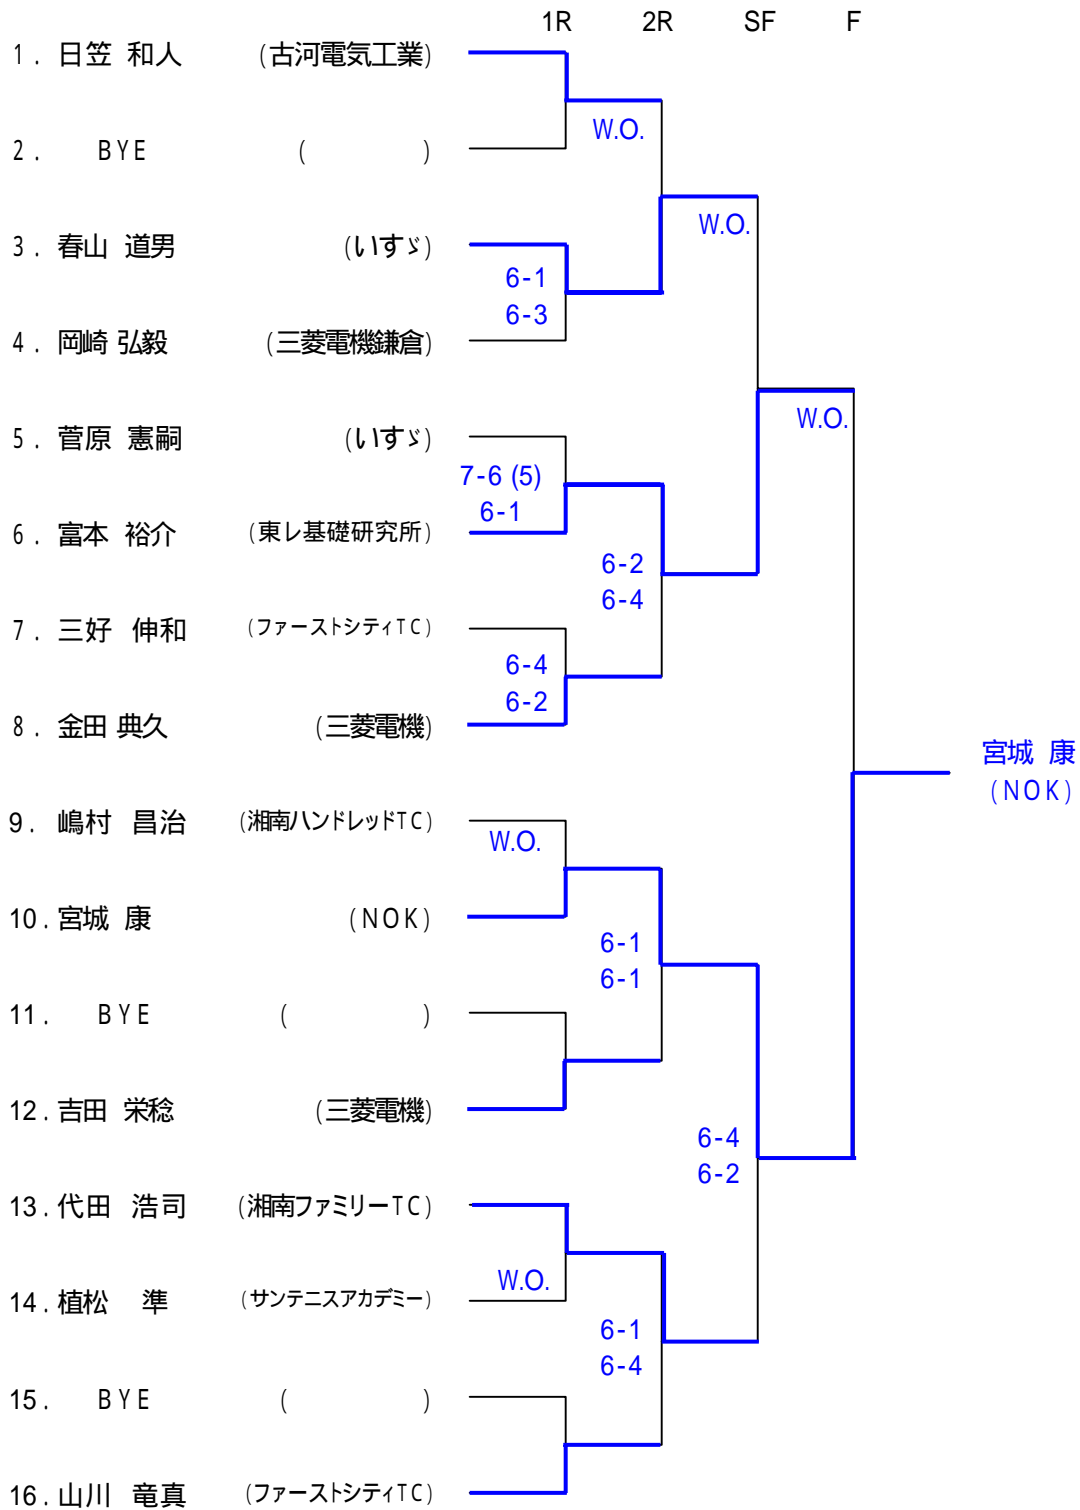 1R 2R SF F
1. 日笠 和人 (古河電気工業)
W.O.
2. BYE ( )
W.O.
3. 春山 道男 (いすゞ)
6-1
6-3
4. 岡崎 弘毅 (三菱電機鎌倉)
W.O.
5. 菅原 憲嗣 (いすゞ)
7-6 (5)
6-1
6. 富本 裕介 (東レ基礎研究所)
6-2
6-4
7. 三好 伸和 (ファーストシティTC)
6-4
6-2
8. 金田 典久 (三菱電機)
宮城 康
(NOK)
9. 嶋村 昌治 (湘南ハンドレッドTC)
W.O.
10. 宮城 康 (NOK)
6-1
6-1
11. BYE ( )
12. 吉田 栄稔 (三菱電機)
6-4
6-2
13. 代田 浩司 (湘南ファミリーTC)
W.O.
14. 植松 準 (サンテニスアカデミー)
6-1
6-4
15. BYE ( )
16. 山川 竜真 (ファーストシティTC)